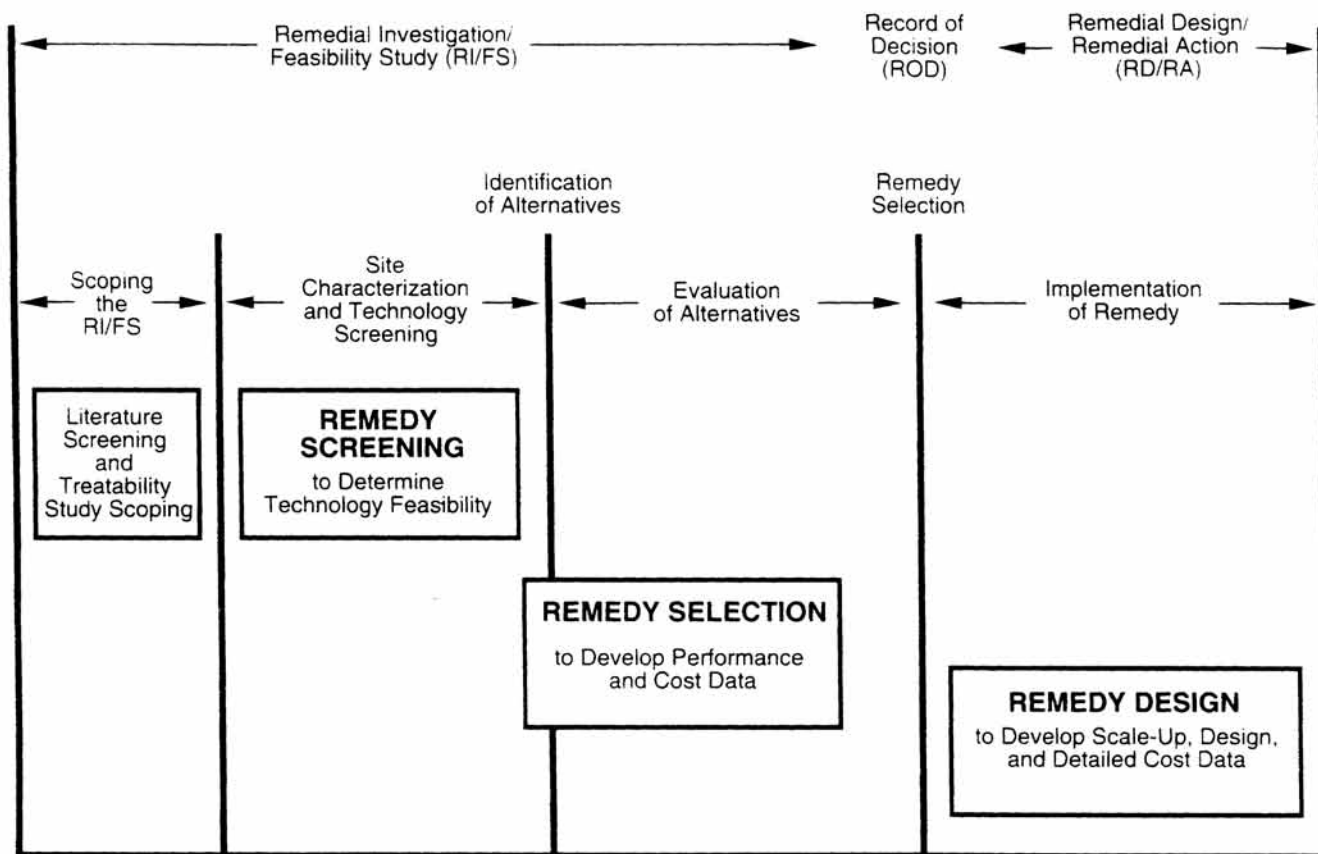 Remedial Investigation/
Feasibility Study (RI/FS)
Record of
Decision
(ROD)
Remedial Design/
Remedial Action
(RD/RA)
Identification
of Alternatives
Remedy
Selection
Scoping
the
RI/FS
Site
Characterization
and Technology
Screening
Evaluation
of Alternatives
Implementation
of Remedy
Literature
Screening
and
Treatability
Study Scoping
REMEDY
SCREENING
to Determine
Technology Feasibility
REMEDY SELECTION
to Develop Performance
and Cost Data
REMEDY DESIGN
to Develop Scale-Up, Design,
and Detailed Cost Data